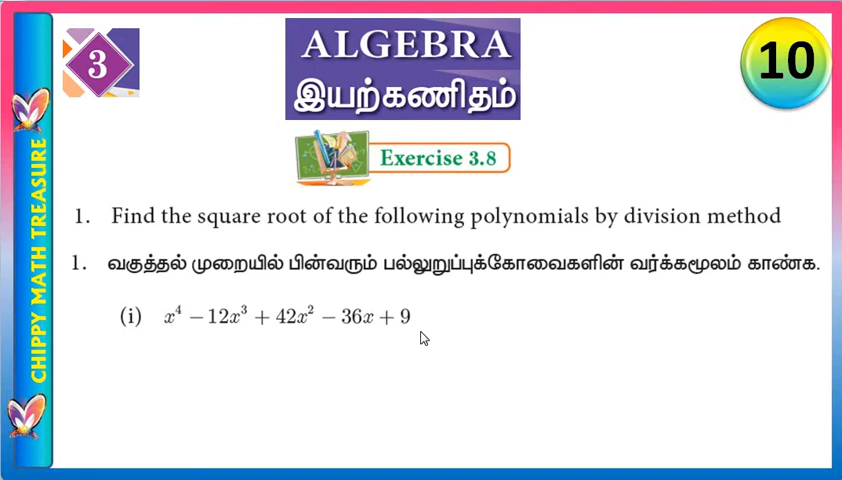 3
ALGEBRA
இயற்கணிதம்
10
Exercise 3.8
1. Find the square root of the following polynomials by division method
1. வகுத்தல் முறையில் பின்வரும் பல்லுறுப்புக்கோவைகளின் வர்க்கமூலம் காண்க.
(i) x⁴ − 12x³ + 42x² − 36x + 9
CHIPPY MATH TREASURE